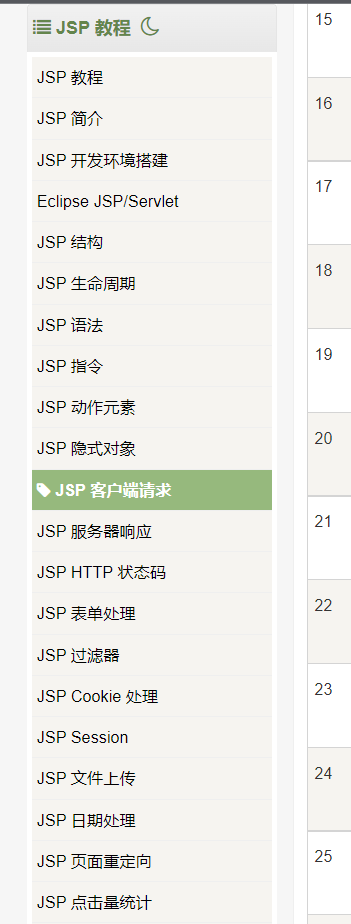 JSP 教程
JSP 教程
JSP 简介
JSP 开发环境搭建
Eclipse JSP/Servlet
JSP 结构
JSP 生命周期
JSP 语法
JSP 指令
JSP 动作元素
JSP 隐式对象
JSP 客户端请求
JSP 服务器响应
JSP HTTP 状态码
JSP 表单处理
JSP 过滤器
JSP Cookie 处理
JSP Session
JSP 文件上传
JSP 日期处理
JSP 页面重定向
JSP 点击量统计
15
16
17
18
19
20
21
22
23
24
25